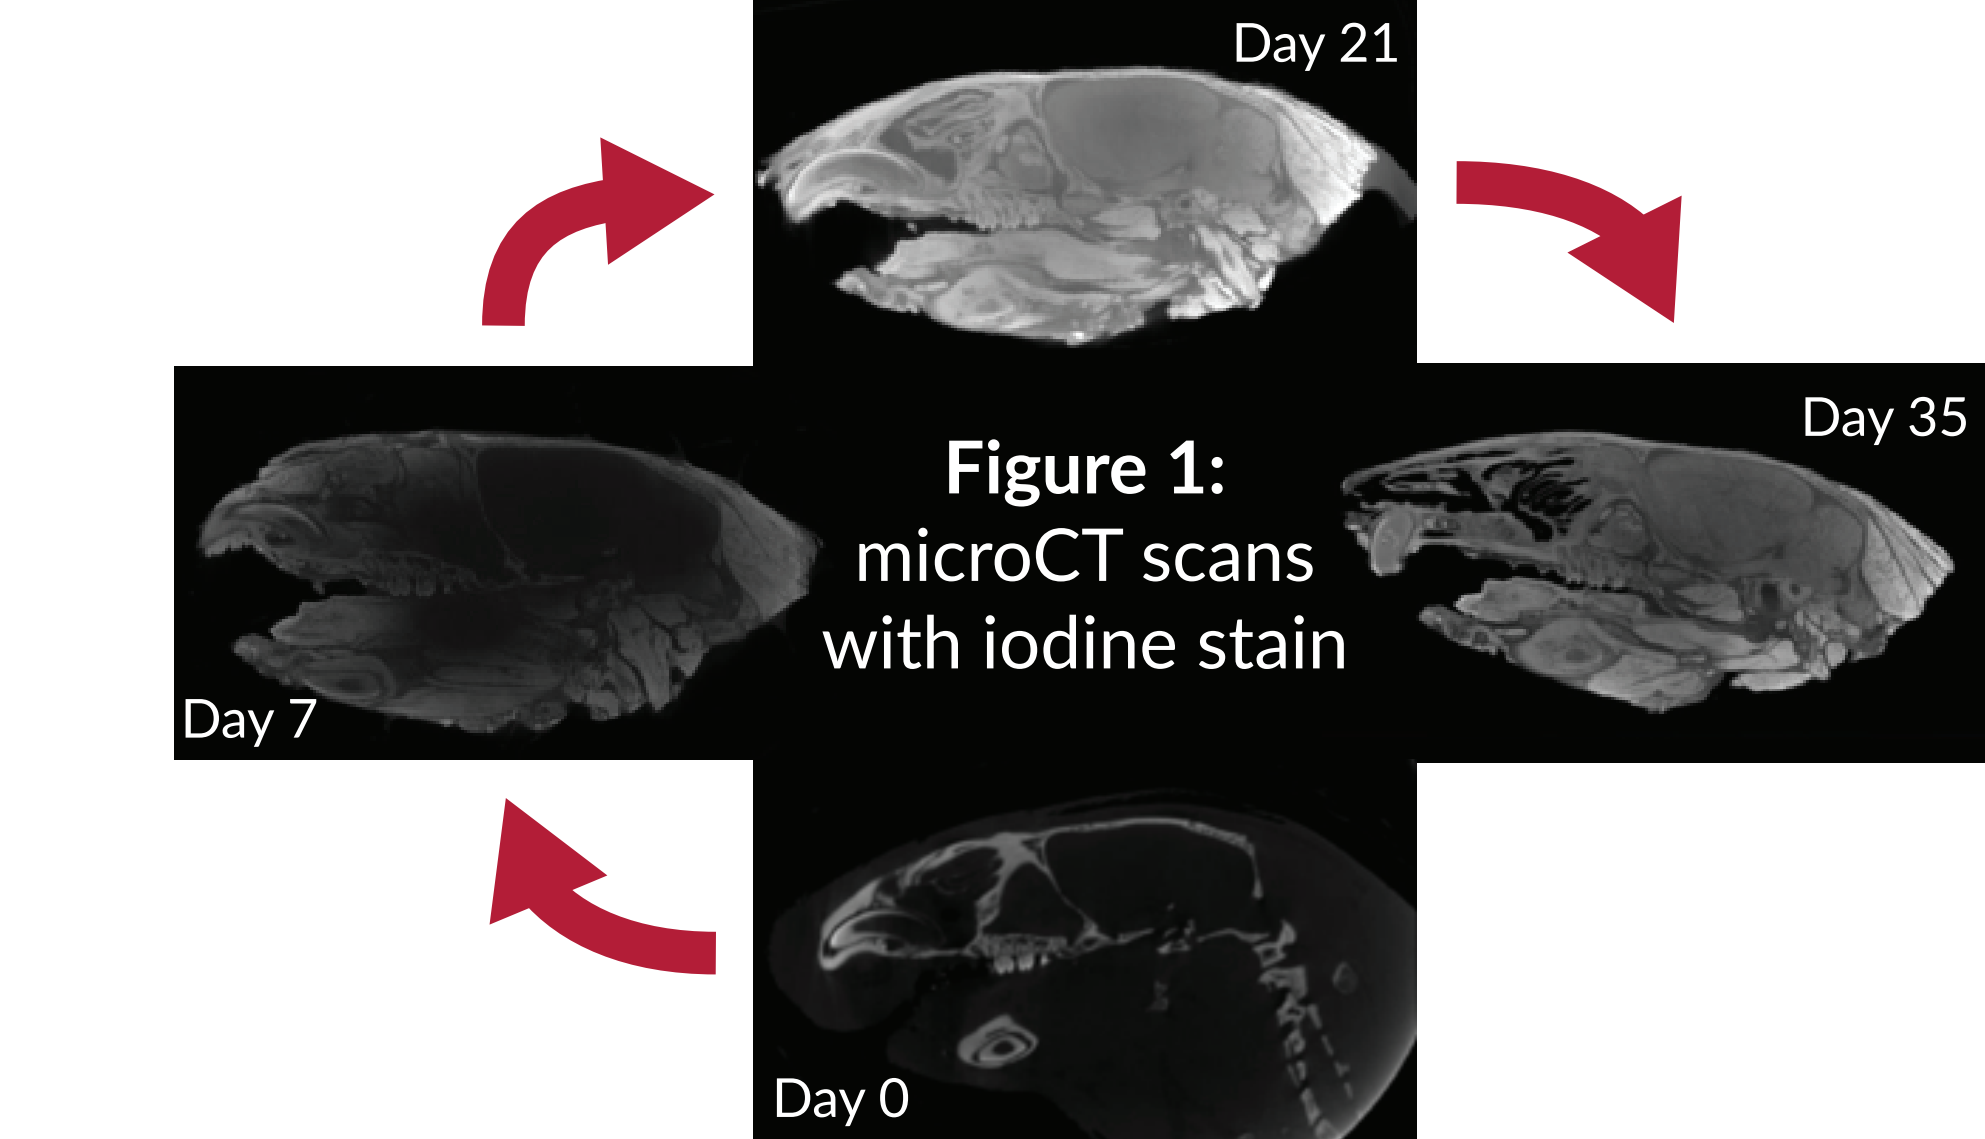 Day 21
Day 35
Figure 1:
microCT scans
with iodine stain
Day 7
Day 0